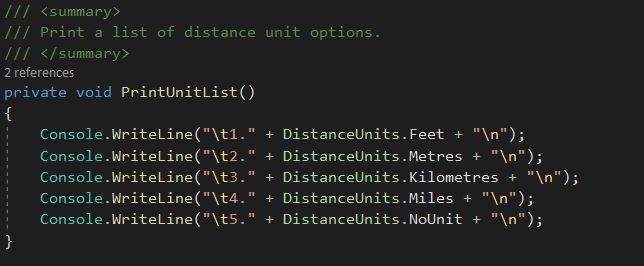 /// <summary>
/// Print a list of distance unit options.
/// </summary>
2 references
private void PrintUnitList()
{
Console.WriteLine("\t1." + DistanceUnits.Feet + "\n");
Console.WriteLine("\t2." + DistanceUnits.Metres + "\n");
Console.WriteLine("\t3." + DistanceUnits.Kilometres + "\n");
Console.WriteLine("\t4." + DistanceUnits.Miles + "\n");
Console.WriteLine("\t5." + DistanceUnits.NoUnit + "\n");
}